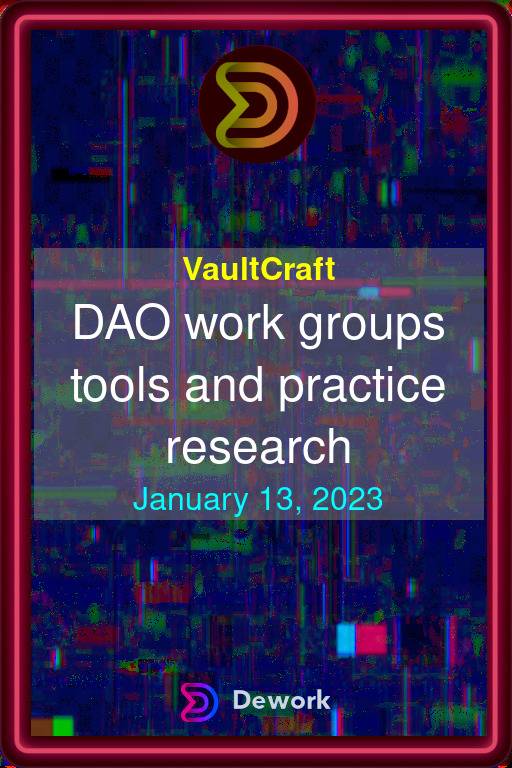 VaultCraft
DAO work groups
tools and practice
research
January 13, 2023
Dework